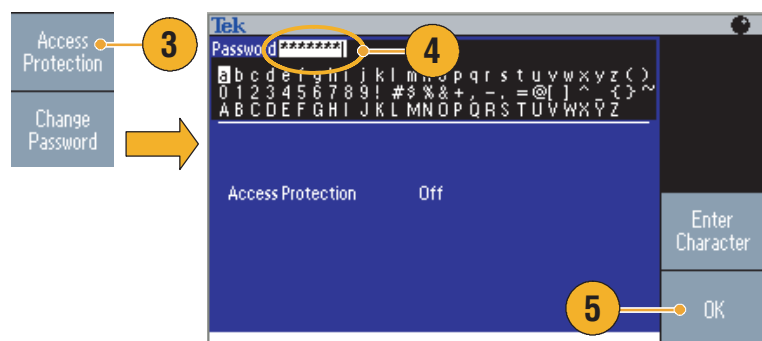 Access
Protection
3
Change
Password
Tek
Password *******
4
a b c d e f g h i j k l m n o p q r s t u v w x y z ( )
0 1 2 3 4 5 6 7 8 9 ! # $ % & + , - . = @ [ ] ^ _ { } ~
A B C D E F G H I J K L M N O P Q R S T U V W X Y Z
Access Protection Off
Enter
Character
5
OK